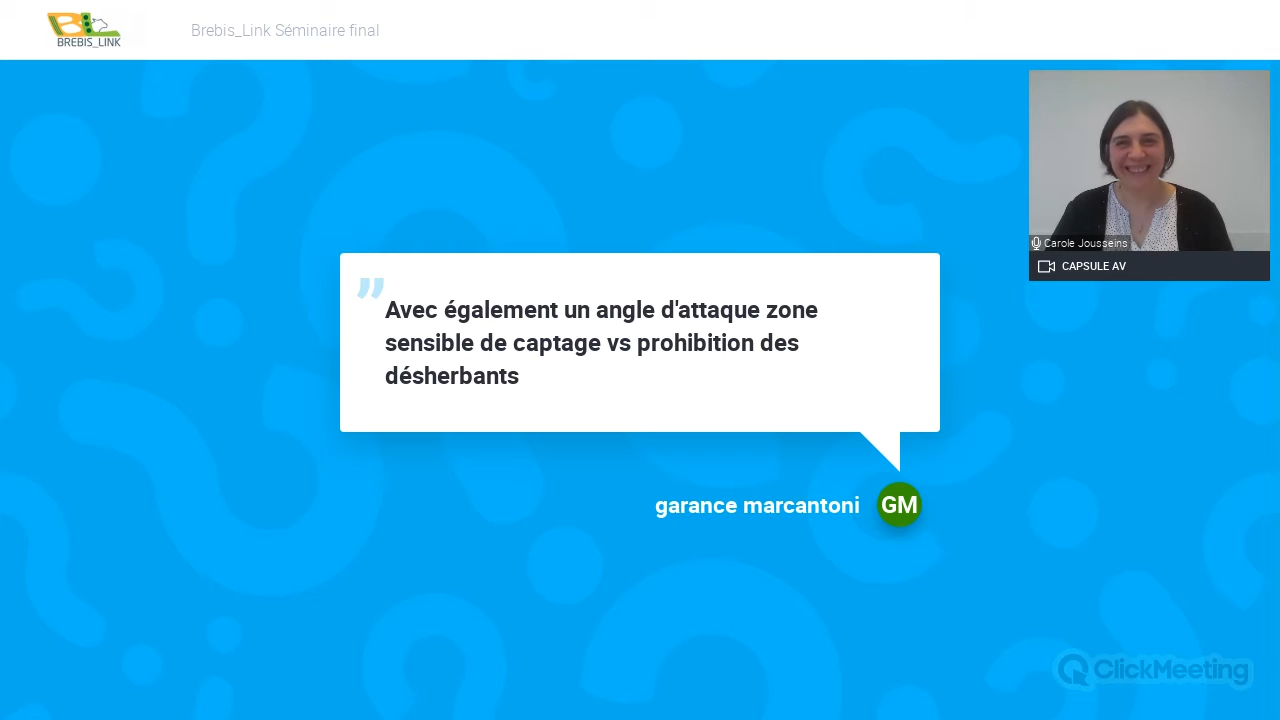 BL
BREBIS_LINK
Brebis_Link Séminaire final
Carole Jousseins
CAPSULE AV
"
Avec également un angle d'attaque zone
sensible de captage vs prohibition des
désherbants
garance marcantoni
GM
ClickMeeting